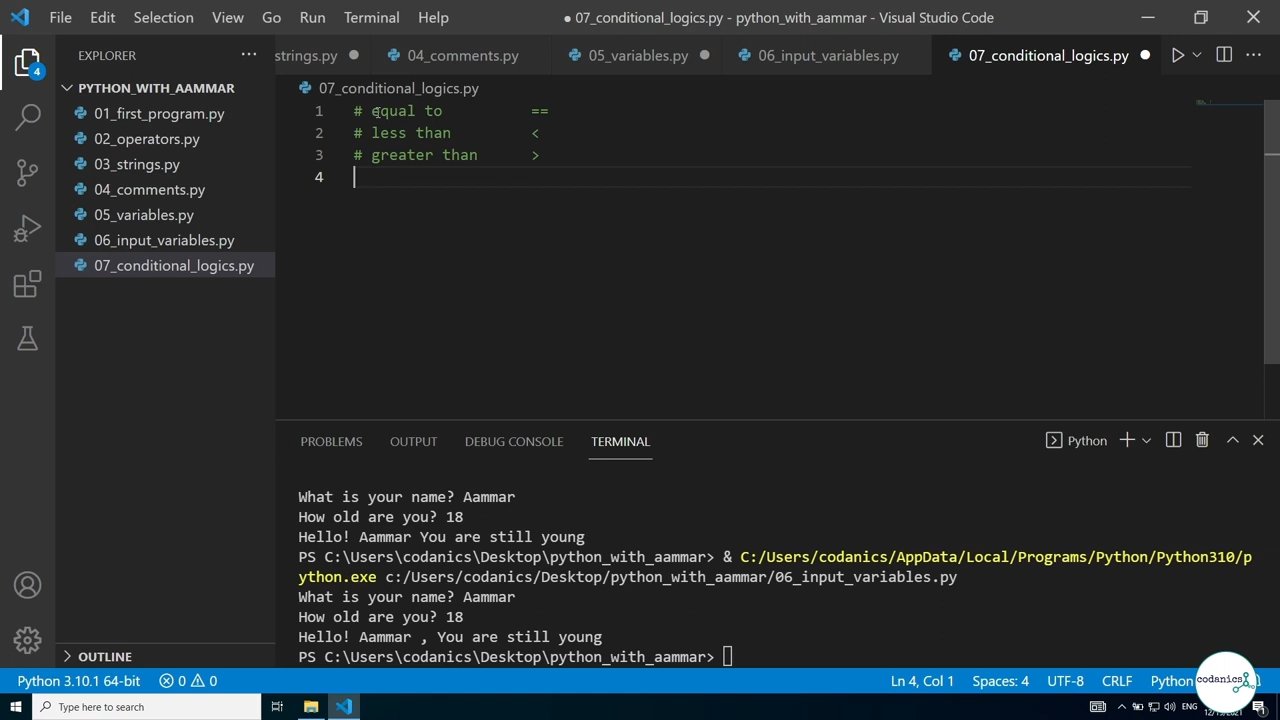 File Edit Selection View Go Run Terminal Help
● 07_conditional_logics.py - python_with_aammar - Visual Studio Code
EXPLORER
strings.py
04_comments.py
05_variables.py
06_input_variables.py
07_conditional_logics.py
4
PYTHON_WITH_AAMMAR
01_first_program.py
02_operators.py
03_strings.py
04_comments.py
05_variables.py
06_input_variables.py
07_conditional_logics.py
OUTLINE
07_conditional_logics.py
1 # equal to ==
2 # less than <
3 # greater than >
4
PROBLEMS OUTPUT DEBUG CONSOLE TERMINAL
Python
What is your name? Aammar
How old are you? 18
Hello! Aammar You are still young
PS C:\Users\codanics\Desktop\python_with_aammar> & C:/Users/codanics/AppData/Local/Programs/Python/Python310/p
ython.exe c:/Users/codanics/Desktop/python_with_aammar/06_input_variables.py
What is your name? Aammar
How old are you? 18
Hello! Aammar , You are still young
PS C:\Users\codanics\Desktop\python_with_aammar>
Python 3.10.1 64-bit 0 0 Ln 4, Col 1 Spaces: 4 UTF-8 CRLF Python
codanics
Type here to search
ENG